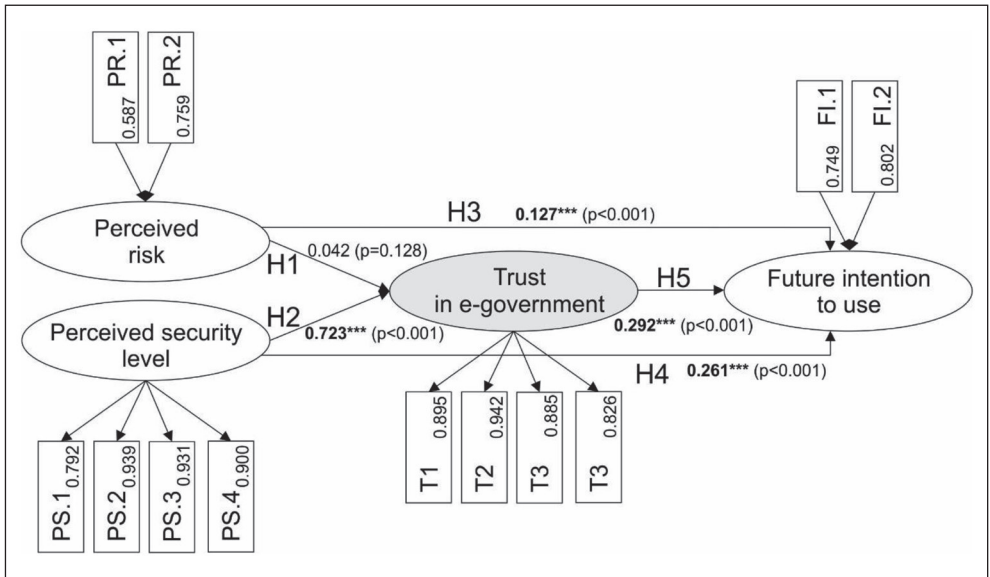 PR.1 0.587
PR.2 0.759
FI.1 0.749
FI.2 0.802
Perceived
risk
H3 0.127*** (p<0.001)
0.042 (p=0.128)
H1
Trust
in e-government
H5
0.292*** (p<0.001)
Future intention
to use
H2
0.723*** (p<0.001)
Perceived security
level
H4 0.261*** (p<0.001)
PS.1 0.792
PS.2 0.939
PS.3 0.931
PS.4 0.900
T1 0.895
T2 0.942
T3 0.885
T3 0.826